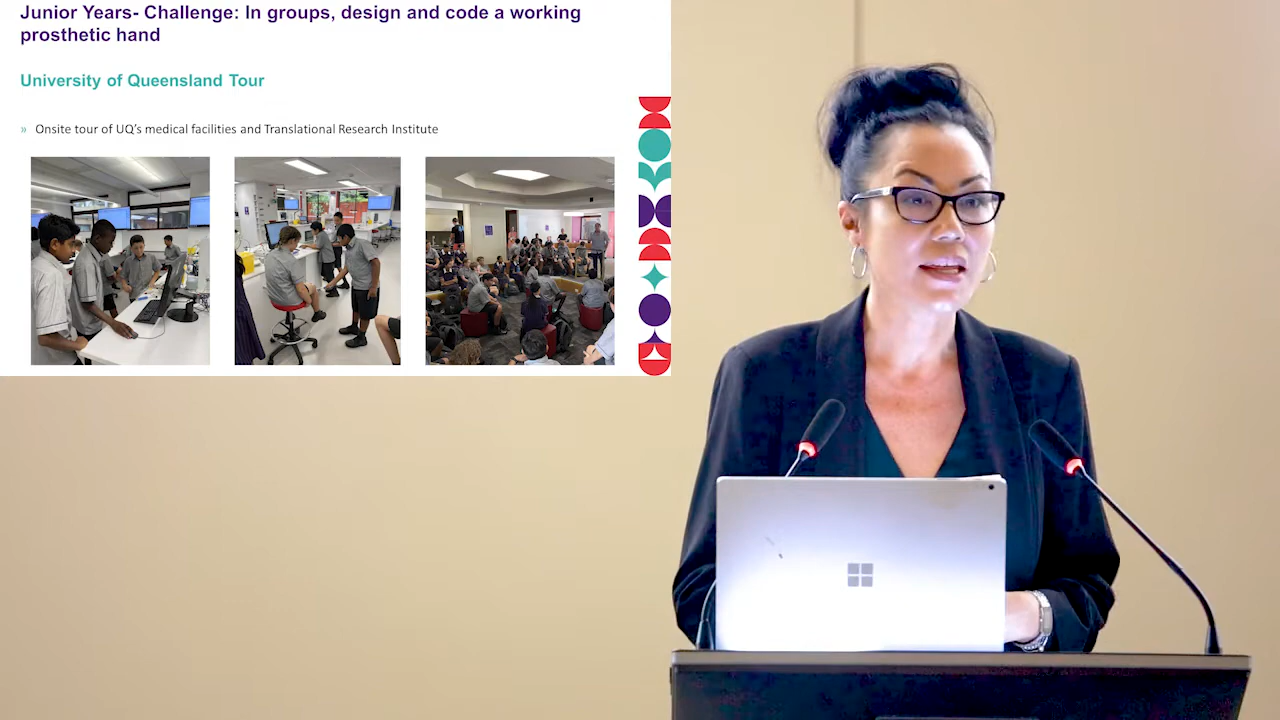 Junior Years- Challenge: In groups, design and code a working
prosthetic hand
University of Queensland Tour
» Onsite tour of UQ's medical facilities and Translational Research Institute